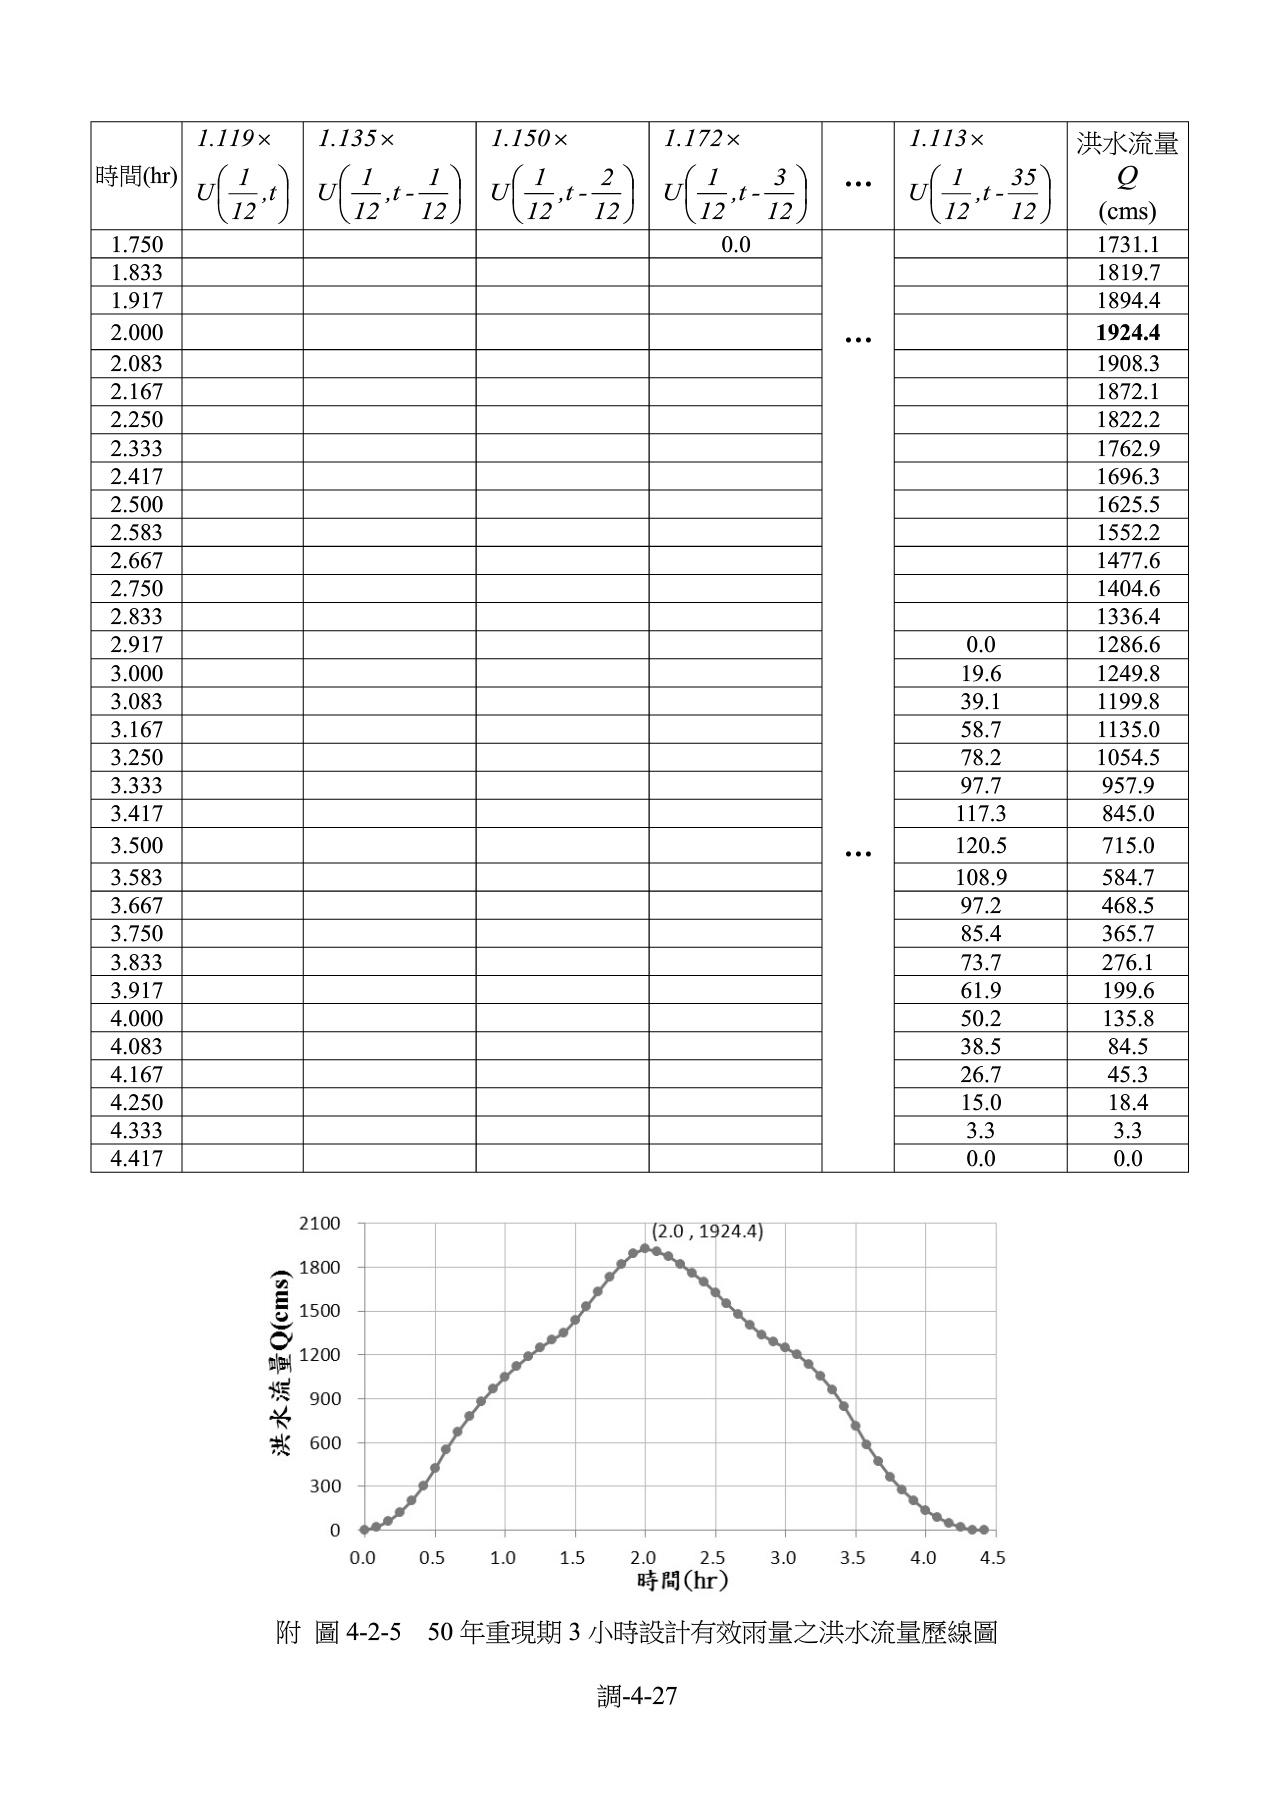 時間(hr) 1.119× U(1/12,t) 1.135× U(1/12,t-1/12) 1.150× U(1/12,t-2/12) 1.172× U(1/12,t-3/12) … 1.113× U(1/12,t-35/12) 洪水流量 Q (cms)
1.750 0.0 1731.1
1.833 1819.7
1.917 1894.4
2.000 … 1924.4
2.083 1908.3
2.167 1872.1
2.250 1822.2
2.333 1762.9
2.417 1696.3
2.500 1625.5
2.583 1552.2
2.667 1477.6
2.750 1404.6
2.833 1336.4
2.917 0.0 1286.6
3.000 19.6 1249.8
3.083 39.1 1199.8
3.167 58.7 1135.0
3.250 78.2 1054.5
3.333 97.7 957.9
3.417 117.3 845.0
3.500 … 120.5 715.0
3.583 108.9 584.7
3.667 97.2 468.5
3.750 85.4 365.7
3.833 73.7 276.1
3.917 61.9 199.6
4.000 50.2 135.8
4.083 38.5 84.5
4.167 26.7 45.3
4.250 15.0 18.4
4.333 3.3 3.3
4.417 0.0 0.0
洪水流量Q(cms)
2100
1800
1500
1200
900
600
300
0
(2.0 , 1924.4)
0.0 0.5 1.0 1.5 2.0 2.5 3.0 3.5 4.0 4.5
時間(hr)
附 圖 4-2-5 50 年重現期 3 小時設計有效雨量之洪水流量歷線圖
調-4-27